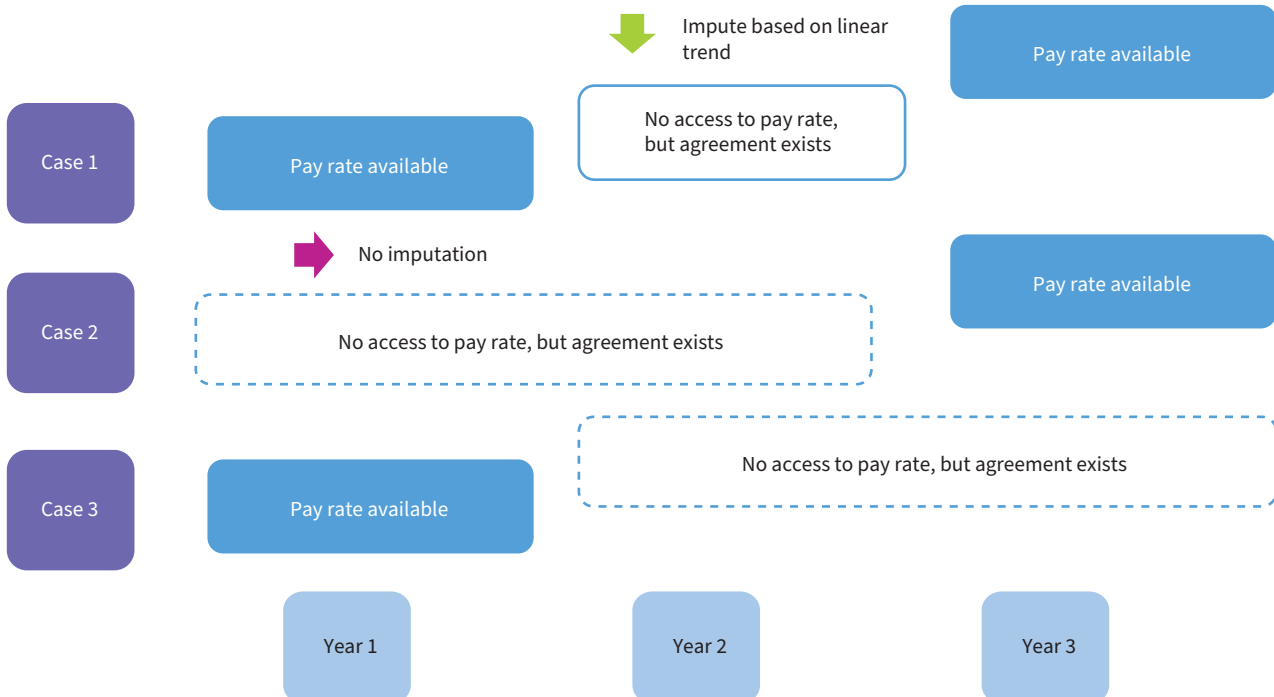 Impute based on linear
trend
Pay rate available
Case 1
Pay rate available
No access to pay rate,
but agreement exists
No imputation
Pay rate available
Case 2
No access to pay rate, but agreement exists
No access to pay rate, but agreement exists
Case 3
Pay rate available
Year 1
Year 2
Year 3